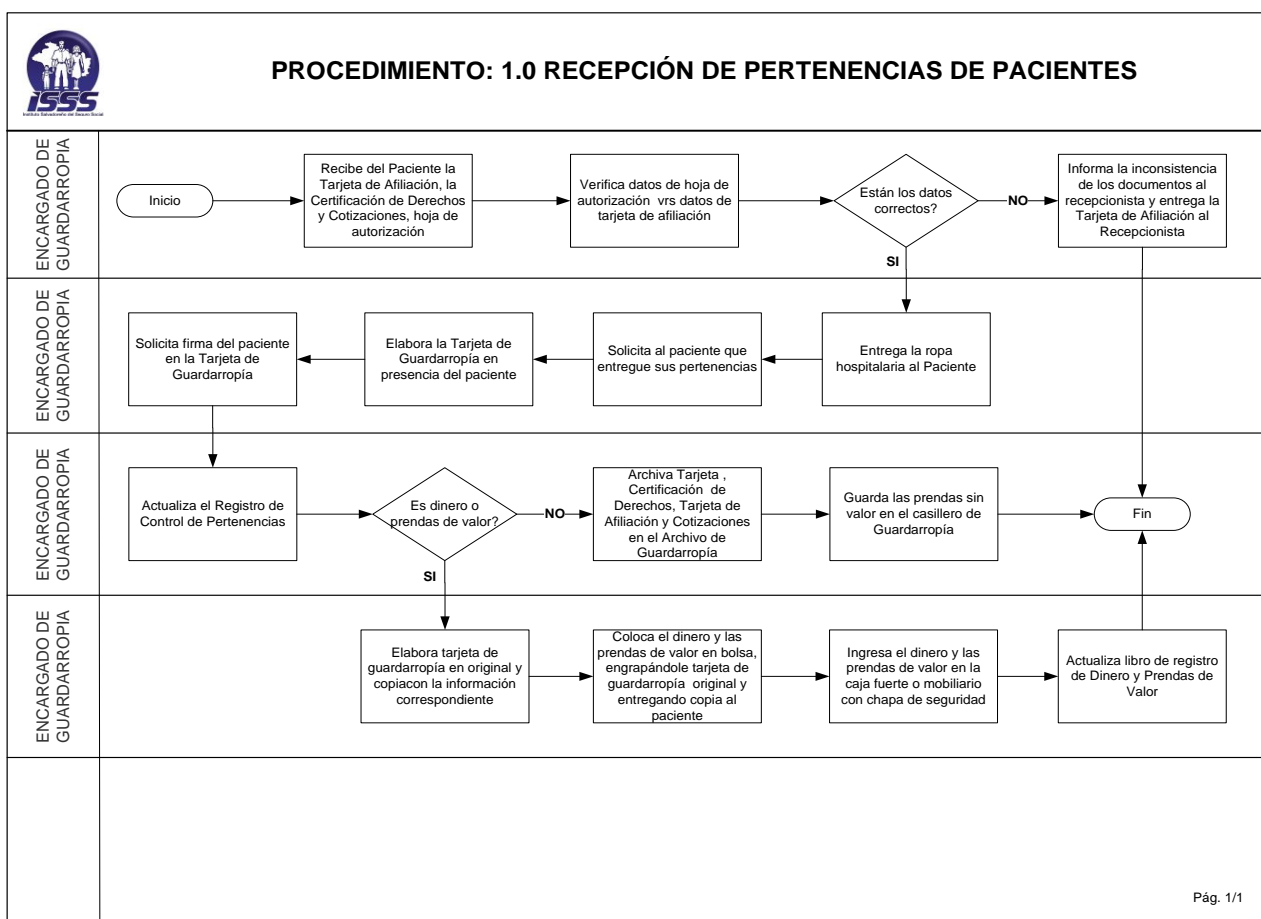 PROCEDIMIENTO: 1.0 RECEPCIÓN DE PERTENENCIAS DE PACIENTES
iSSS
Instituto Salvadoreño del Seguro Social
ENCARGADO DE
GUARDARROPIA
Inicio
Recibe del Paciente la
Tarjeta de Afiliación, la
Certificación de Derechos
y Cotizaciones, hoja de
autorización
Verifica datos de hoja de
autorización vrs datos de
tarjeta de afiliación
Están los datos
correctos?
NO
Informa la inconsistencia
de los documentos al
recepcionista y entrega la
Tarjeta de Afiliación al
Recepcionista
SI
ENCARGADO DE
GUARDARROPIA
Solicita firma del paciente
en la Tarjeta de
Guardarropía
Elabora la Tarjeta de
Guardarropía en
presencia del paciente
Solicita al paciente que
entregue sus pertenencias
Entrega la ropa
hospitalaria al Paciente
ENCARGADO DE
GUARDARROPIA
Actualiza el Registro de
Control de Pertenencias
Es dinero o
prendas de valor?
NO
Archiva Tarjeta ,
Certificación de
Derechos, Tarjeta de
Afiliación y Cotizaciones
en el Archivo de
Guardarropía
Guarda las prendas sin
valor en el casillero de
Guardarropía
Fin
SI
ENCARGADO DE
GUARDARROPIA
Elabora tarjeta de
guardarropía en original y
copiacon la información
correspondiente
Coloca el dinero y las
prendas de valor en bolsa,
engrapándole tarjeta de
guardarropía original y
entregando copia al
paciente
Ingresa el dinero y las
prendas de valor en la
caja fuerte o mobiliario
con chapa de seguridad
Actualiza libro de registro
de Dinero y Prendas de
Valor
Pág. 1/1